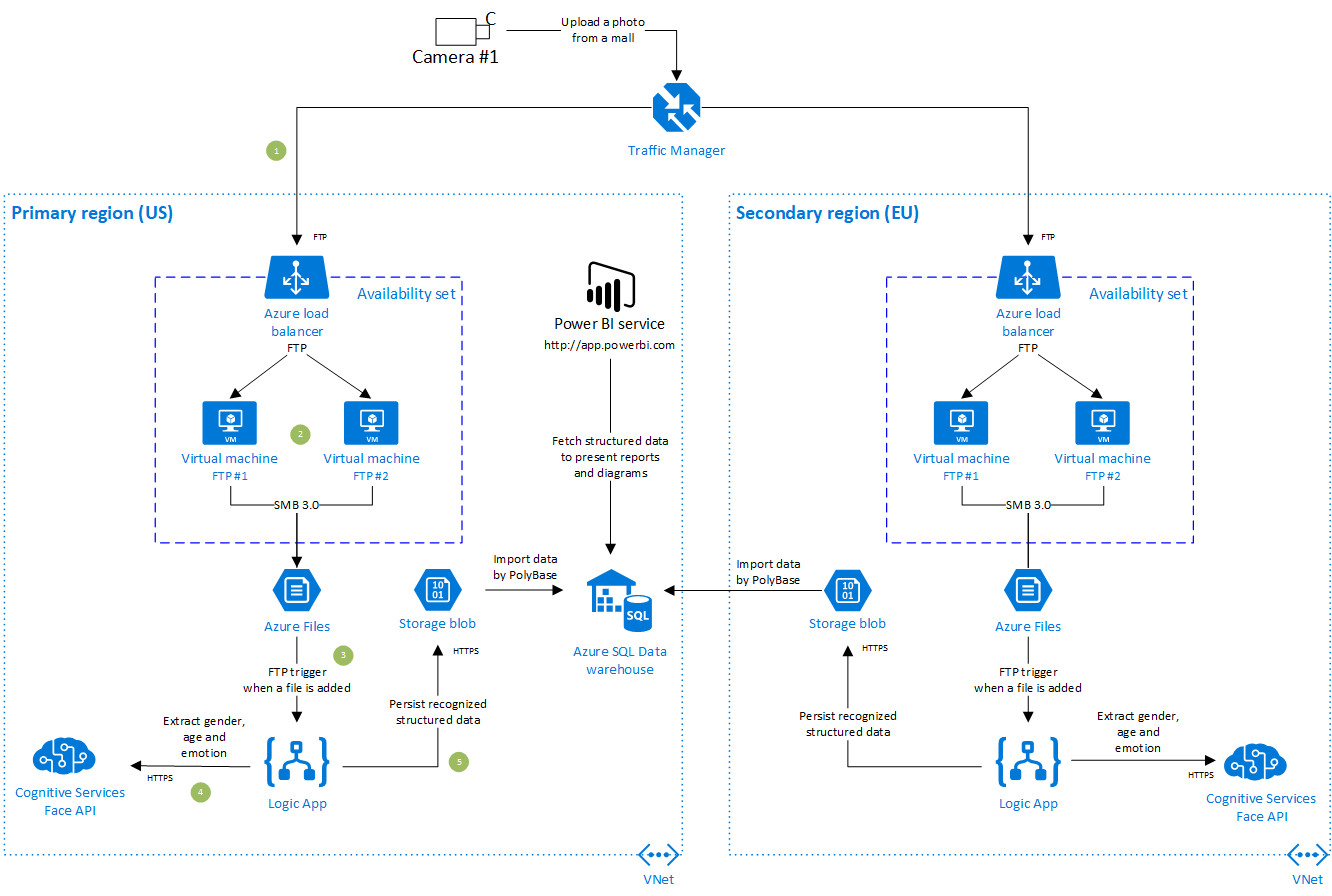 C
Camera #1
Upload a photo
from a mall
Traffic Manager
1
Primary region (US)
FTP
Azure load
balancer
Availability set
FTP
VM
VM
2
Virtual machine
FTP #1
Virtual machine
FTP #2
SMB 3.0
Azure Files
3
FTP trigger
when a file is added
Logic App
Extract gender,
age and
emotion
HTTPS
4
Cognitive Services
Face API
Persist recognized
structured data
5
HTTPS
10
01
Storage blob
Import data
by PolyBase
Power BI service
http://app.powerbi.com
Fetch structured data
to present reports
and diagrams
SQL
Azure SQL Data
warehouse
VNet
Secondary region (EU)
FTP
Azure load
balancer
Availability set
FTP
VM
VM
Virtual machine
FTP #1
Virtual machine
FTP #2
SMB 3.0
Import data
by PolyBase
10
01
Storage blob
HTTPS
Azure Files
FTP trigger
when a file is added
Persist recognized
structured data
Logic App
Extract gender,
age and
emotion
HTTPS
Cognitive Services
Face API
VNet